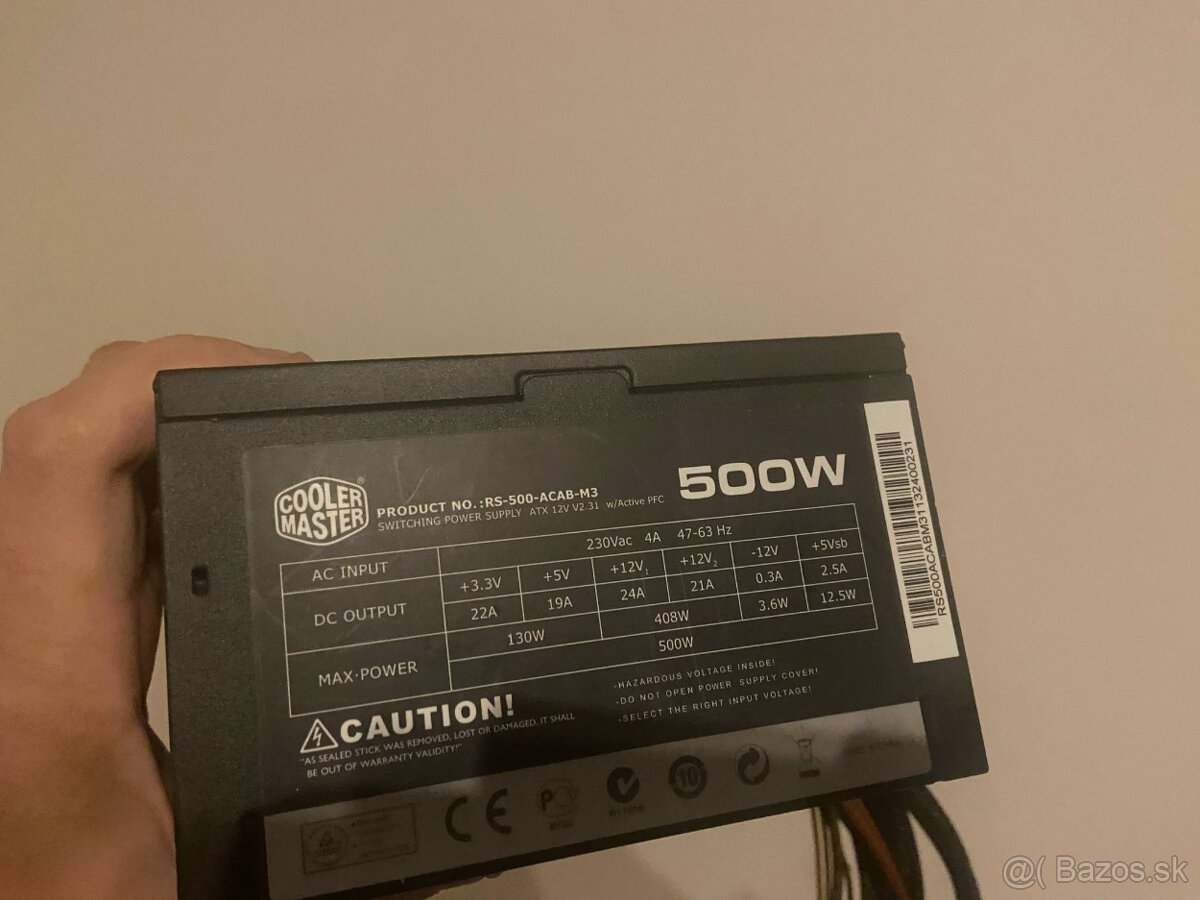 COOLER MASTER ®
PRODUCT NO.:RS-500-ACAB-M3
SWITCHING POWER SUPPLY ATX 12V V2.31 w/Active PFC
500W
AC INPUT 230Vac 4A 47-63 Hz
DC OUTPUT +3.3V +5V +12V₁ +12V₂ -12V +5Vsb
22A 19A 24A 21A 0.3A 2.5A
MAX·POWER 130W 408W 3.6W 12.5W
500W
CAUTION!
"AS SEALED STICK WAS REMOVED, LOST OR DAMAGED, IT SHALL
BE OUT OF WARRANTY VALIDITY!"
-HAZARDOUS VOLTAGE INSIDE!
-DO NOT OPEN POWER SUPPLY COVER!
-SELECT THE RIGHT INPUT VOLTAGE!
CE
10
RS500ACABM31132400231
@( Bazos.sk